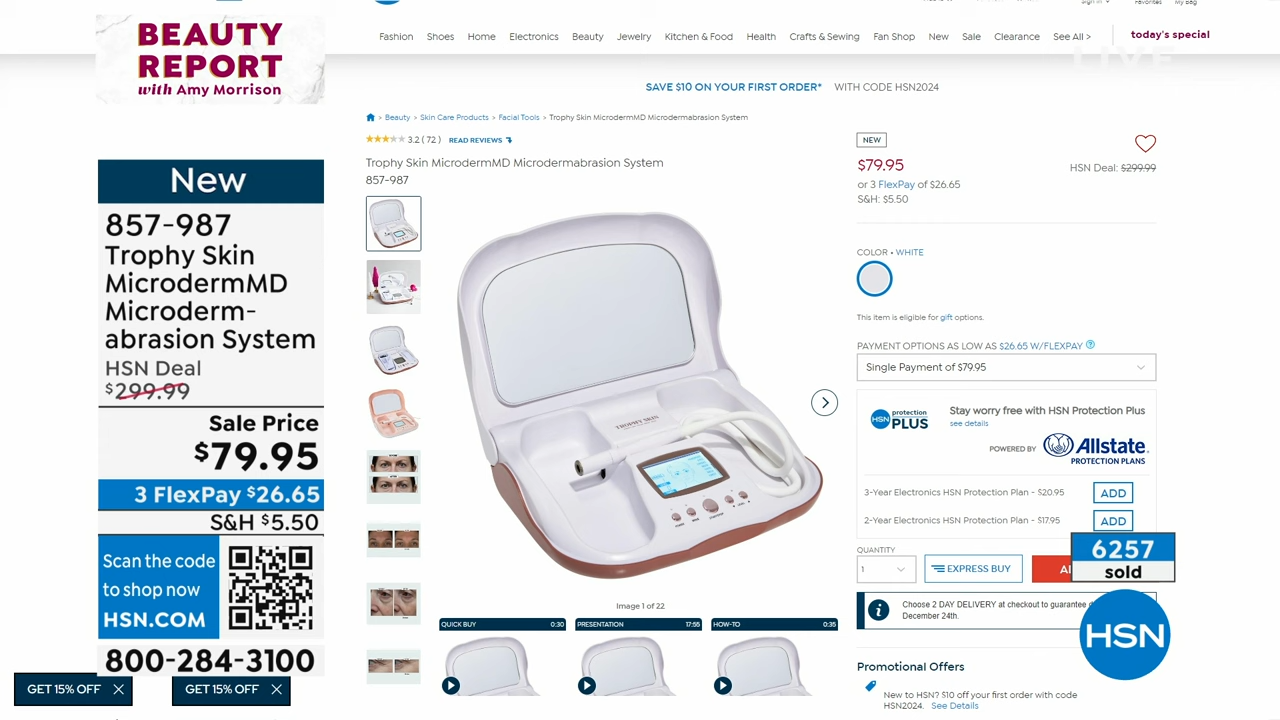 BEAUTY
REPORT
with Amy Morrison
New
857-987
Trophy Skin
MicrodermMD
Microderm-
abrasion System
HSN Deal
$299.99
Sale Price
$79.95
3 FlexPay $26.65
S&H $5.50
Scan the code
to shop now
HSN.COM
800-284-3100
GET 15% OFF
GET 15% OFF
Sign in
Favorites
My Bag
Fashion Shoes Home Electronics Beauty Jewelry Kitchen & Food Health Crafts & Sewing Fan Shop New Sale Clearance See All > today's special
LIVE
SAVE $10 ON YOUR FIRST ORDER* WITH CODE HSN2024
> Beauty > Skin Care Products > Facial Tools > Trophy Skin MicrodermMD Microdermabrasion System
3.2 ( 72 ) READ REVIEWS
Trophy Skin MicrodermMD Microdermabrasion System
857-987
TROPHY SKIN
Image 1 of 22
QUICK BUY 0:30
PRESENTATION 17:55
HOW-TO 0:35
NEW
$79.95
HSN Deal: $299.99
or 3 FlexPay of $26.65
S&H: $5.50
COLOR • WHITE
This item is eligible for gift options.
PAYMENT OPTIONS AS LOW AS $26.65 W/FLEXPAY
Single Payment of $79.95
HSN protection PLUS
Stay worry free with HSN Protection Plus
see details
POWERED BY Allstate.
PROTECTION PLANS
3-Year Electronics HSN Protection Plan - $20.95 ADD
2-Year Electronics HSN Protection Plan - $17.95 ADD
QUANTITY
1
EXPRESS BUY
6257
sold
Choose 2 DAY DELIVERY at checkout to guarantee
December 24th.
HSN
Promotional Offers
New to HSN? $10 off your first order with code
HSN2024. See Details